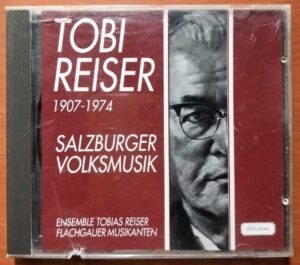 TOBI
REISER
1907-1974
SALZBURGER
VOLKSMUSIK
ENSEMBLE TOBIAS REISER
FLACHGAUER MUSIKANTEN